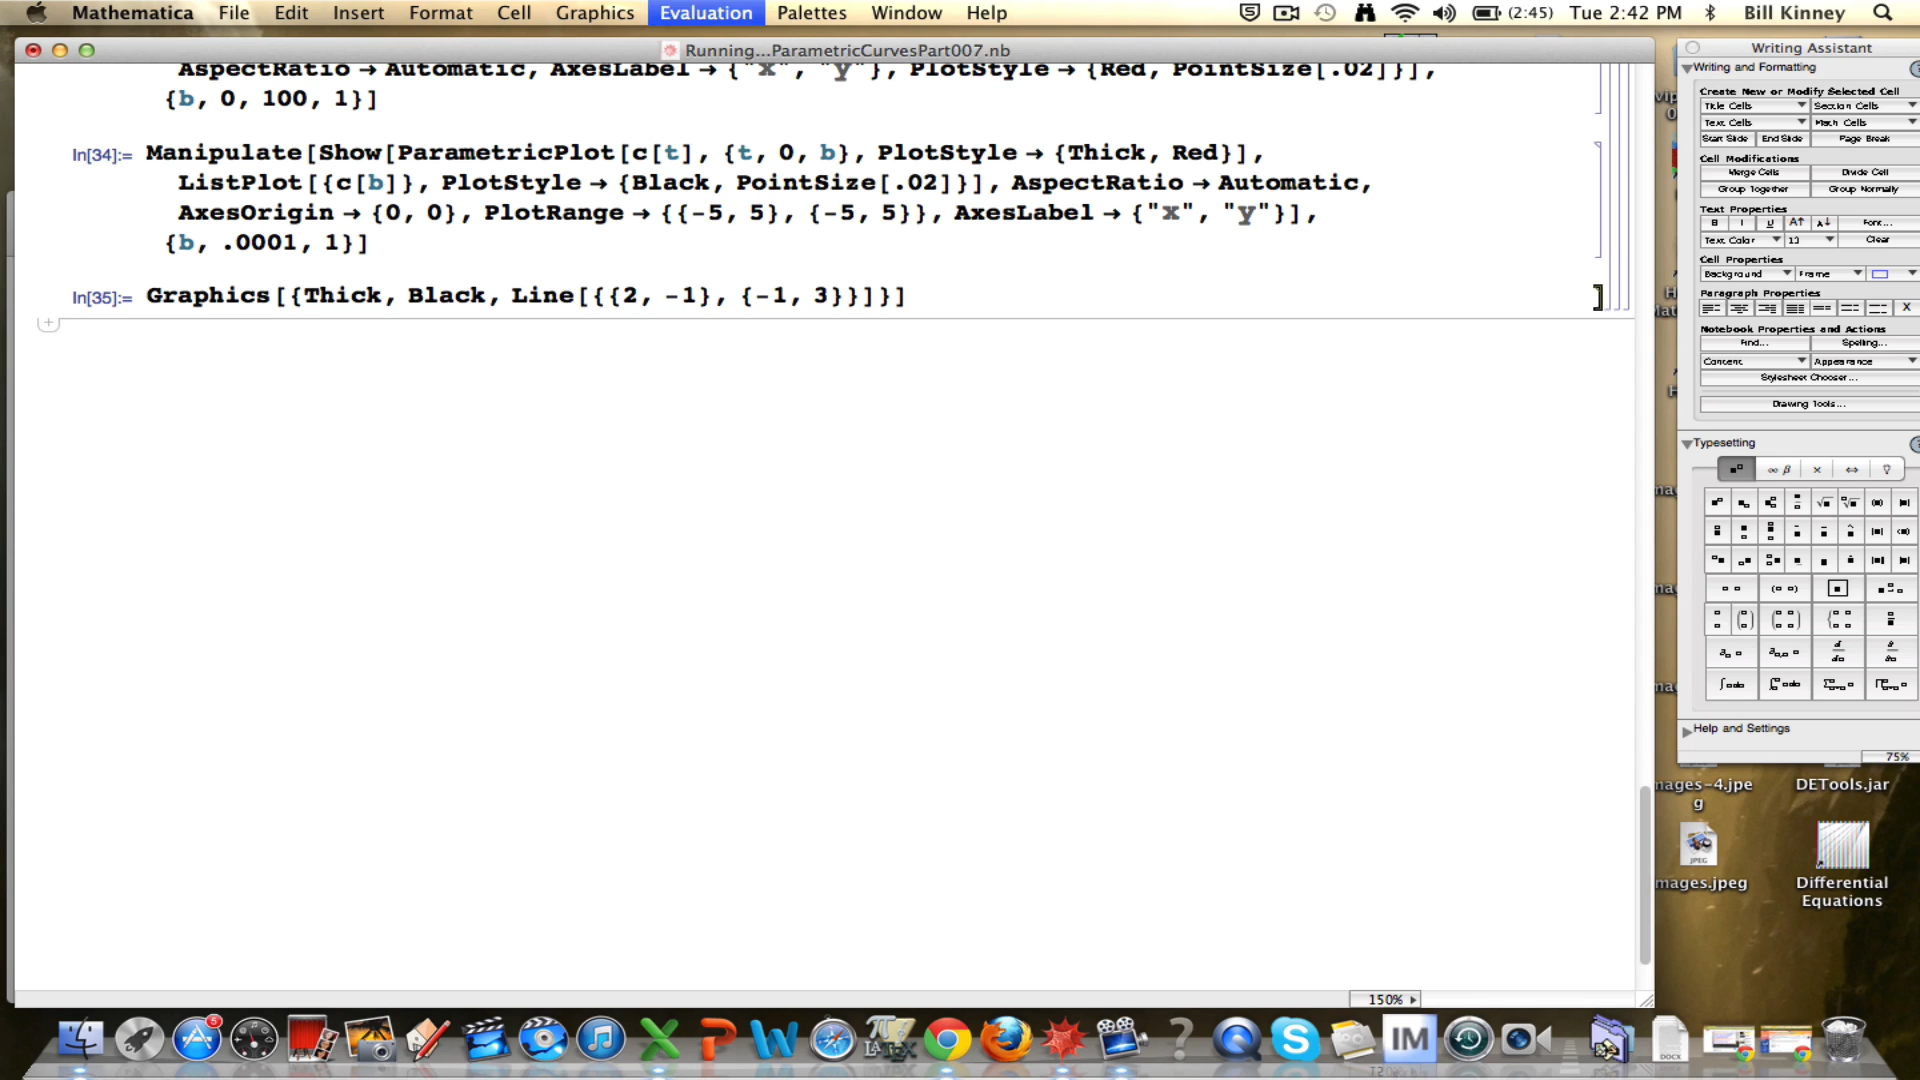 Mathematica File Edit Insert Format Cell Graphics Evaluation Palettes Window Help (2:45) Tue 2:42 PM Bill Kinney
Running...ParametricCurvesPart007.nb
AspectRatio → Automatic, AxesLabel → {"x", "y"}, PlotStyle → {Red, PointSize[.02]}],
{b, 0, 100, 1}]
In[34]:= Manipulate[Show[ParametricPlot[c[t], {t, 0, b}, PlotStyle → {Thick, Red}],
ListPlot[{c[b]}, PlotStyle → {Black, PointSize[.02]}], AspectRatio → Automatic,
AxesOrigin → {0, 0}, PlotRange → {{-5, 5}, {-5, 5}}, AxesLabel → {"x", "y"}],
{b, .0001, 1}]
In[35]:= Graphics[{Thick, Black, Line[{{2, -1}, {-1, 3}}]}]
150%
Writing Assistant
Writing and Formatting
Create New or Modify Selected Cell
Title Cells Section Cells
Text Cells Math Cells
Start Slide End Slide Page Break
Cell Modifications
Merge Cells Divide Cell
Group Together Group Normally
Text Properties
B I U A A Font...
Text Color 13 Clear
Cell Properties
Background Frame
Paragraph Properties
X
Notebook Properties and Actions
Find... Spelling...
Content Appearance
Stylesheet Chooser...
Drawing Tools...
Typesetting
∞ β
Help and Settings
75%
mages-4.jpe
g
DETools.jar
JPEG
mages.jpeg
Differential
Equations
5
LATEX
IM
DOCX